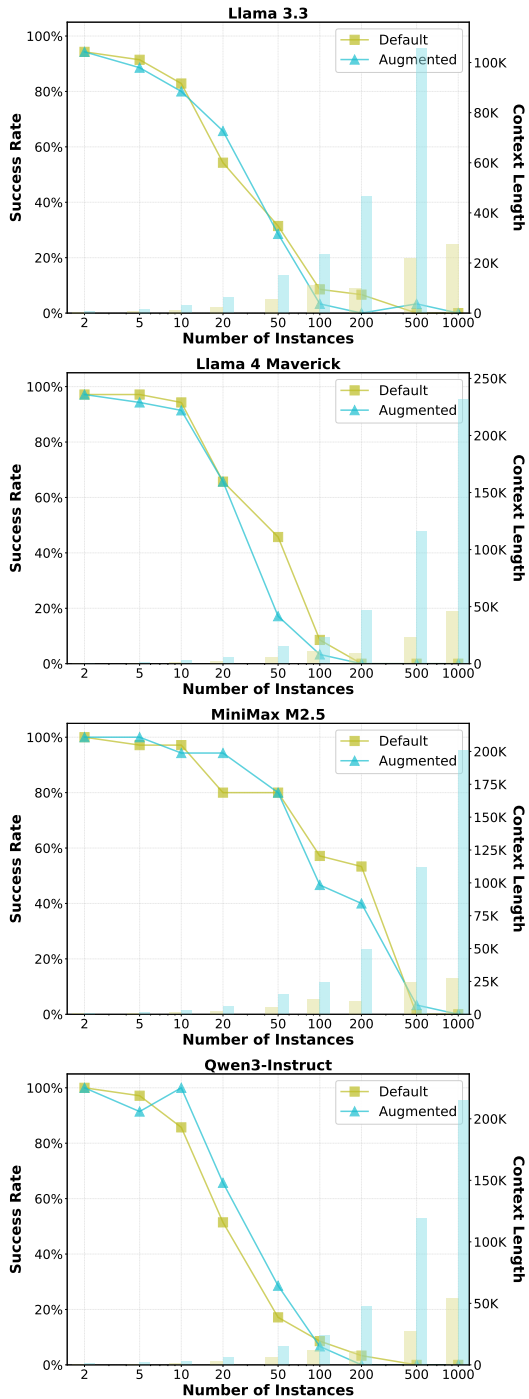 Llama 3.3
100%
80%
60%
40%
20%
0%
Success Rate
2 5 10 20 50 100 200 500 1000
Number of Instances
100K
80K
60K
40K
20K
0
Context Length
Default
Augmented
Llama 4 Maverick
100%
80%
60%
40%
20%
0%
Success Rate
2 5 10 20 50 100 200 500 1000
Number of Instances
250K
200K
150K
100K
50K
0
Context Length
Default
Augmented
MiniMax M2.5
100%
80%
60%
40%
20%
0%
Success Rate
2 5 10 20 50 100 200 500 1000
Number of Instances
200K
175K
150K
125K
100K
75K
50K
25K
0
Context Length
Default
Augmented
Qwen3-Instruct
100%
80%
60%
40%
20%
0%
Success Rate
2 5 10 20 50 100 200 500 1000
Number of Instances
200K
150K
100K
50K
0
Context Length
Default
Augmented